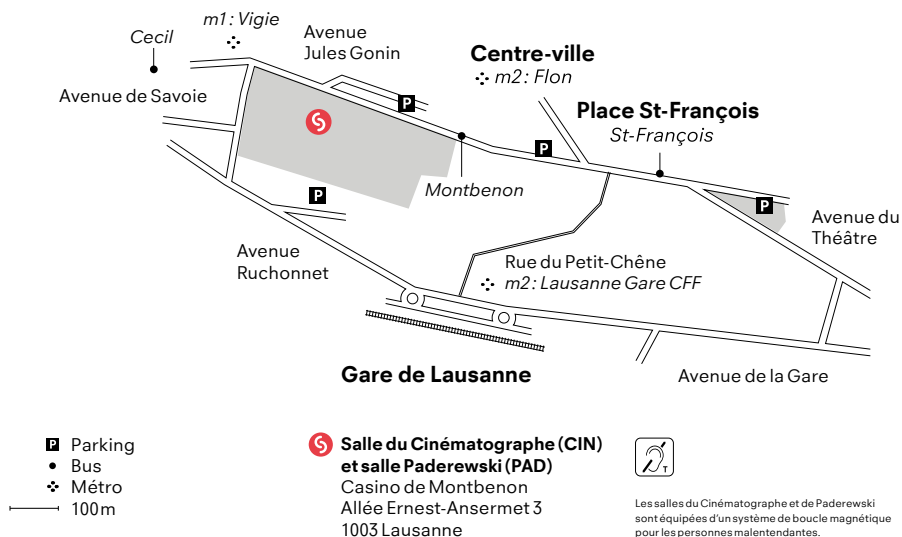 m1: Vigie
Cecil
Avenue
Jules Gonin
Centre-ville
m2: Flon
Avenue de Savoie
P
Place St-François
St-François
P
Montbenon
P
P
Avenue du
Théâtre
Avenue
Ruchonnet
Rue du Petit-Chêne
m2: Lausanne Gare CFF
Gare de Lausanne
Avenue de la Gare
P Parking
Bus
Métro
100m
Salle du Cinématographe (CIN)
et salle Paderewski (PAD)
Casino de Montbenon
Allée Ernest-Ansermet 3
1003 Lausanne
T
Les salles du Cinématographe et de Paderewski
sont équipées d'un système de boucle magnétique
pour les personnes malentendantes.